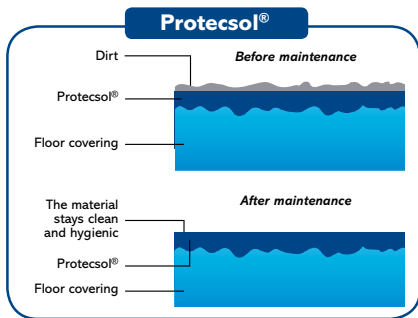 Protecsol®
Dirt
Before maintenance
Protecsol®
Floor covering
The material
stays clean
and hygienic
After maintenance
Protecsol®
Floor covering